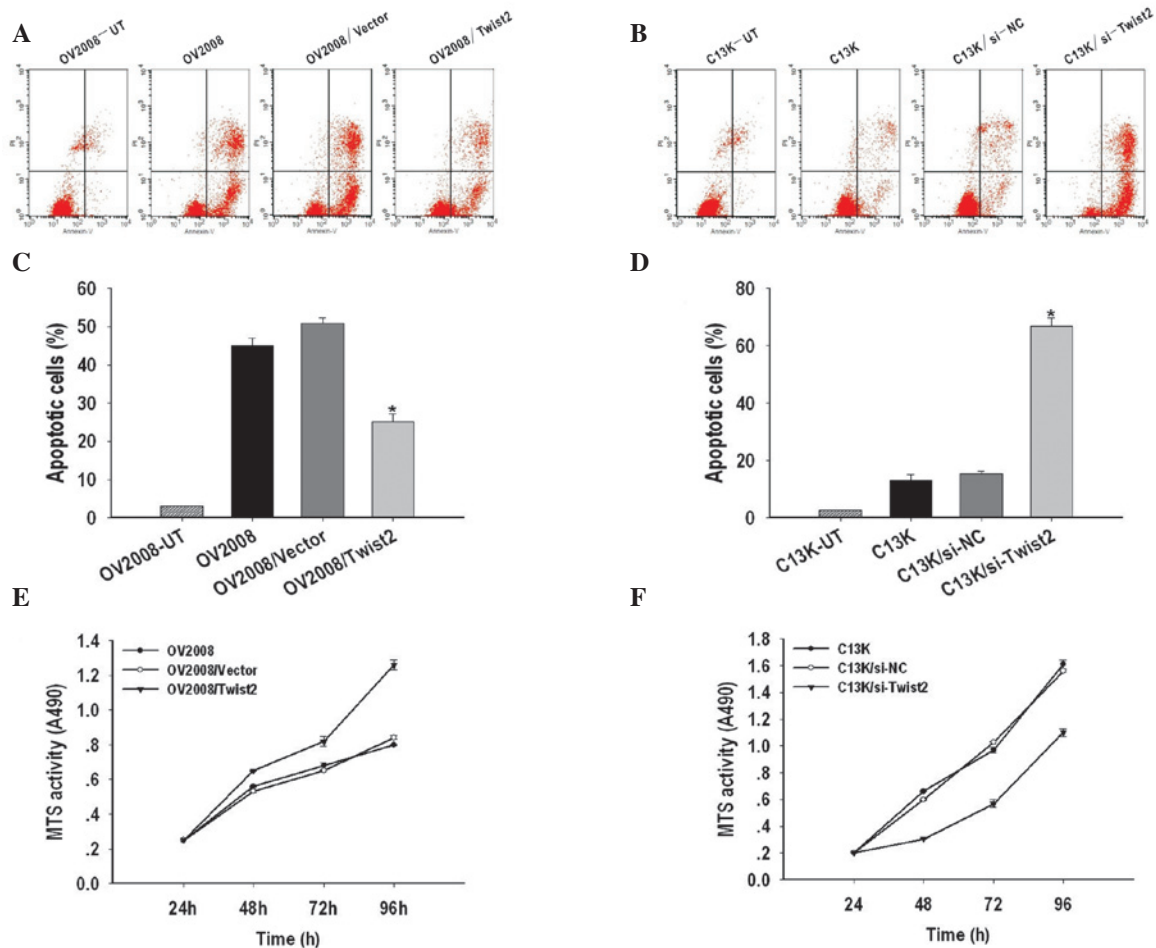 A
OV2008—UT
OV2008
OV2008/Vector
OV2008/Twist2
PI
Annexin-V
B
C13K—UT
C13K
C13K/si-NC
C13K/si-Twist2
PI
Annexin-V
C
Apoptotic cells (%)
60
50
40
30
20
10
0
OV2008-UT
OV2008
OV2008/Vector
OV2008/Twist2
*
D
Apoptotic cells (%)
80
60
40
20
0
C13K-UT
C13K
C13K/si-NC
C13K/si-Twist2
*
E
OV2008
OV2008/Vector
OV2008/Twist2
MTS activity (A490)
1.4
1.2
1.0
.8
.6
.4
.2
0.0
24h 48h 72h 96h
Time (h)
F
C13K
C13K/si-NC
C13K/si-Twist2
MTS activity (A490)
1.8
1.6
1.4
1.2
1.0
.8
.6
.4
.2
0.0
24 48 72 96
Time (h)